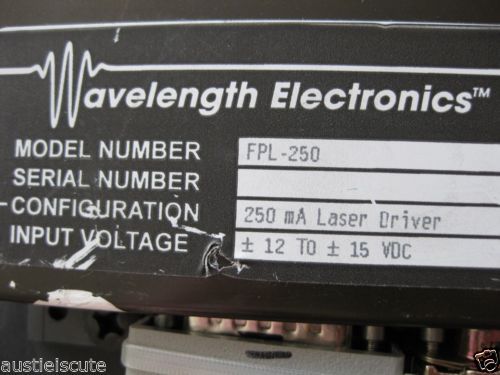 Wavelength Electronics™
MODEL NUMBER FPL-250
SERIAL NUMBER
CONFIGURATION 250 mA Laser Driver
INPUT VOLTAGE ± 12 TO ± 15 VDC
austieiscute